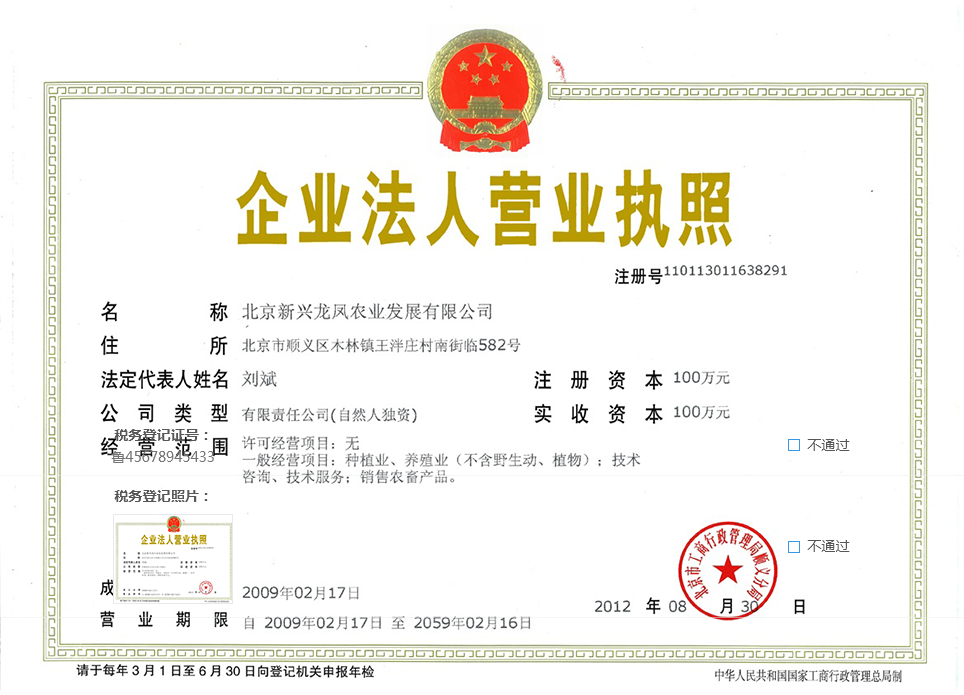 企业法人营业执照
注册号110113011638291
名称 北京新兴龙凤农业发展有限公司
住所 北京市顺义区木林镇王泮庄村南街临582号
法定代表人姓名 刘斌 注册资本 100万元
公司类型 有限责任公司(自然人独资) 实收资本 100万元
税务登记证号：
经营范围 许可经营项目：无
不通过
鲁45678945433
一般经营项目：种植业、养殖业（不含野生动、植物）；技术
咨询、技术服务；销售农畜产品。
税务登记照片：
企业法人营业执照
北京市工商行政管理局顺义分局
不通过
成 2009年02月17日
2012 年 08 月 30 日
营业期限 自 2009年02月17日 至 2059年02月16日
请于每年3月1日至6月30日向登记机关申报年检
中华人民共和国国家工商行政管理总局制